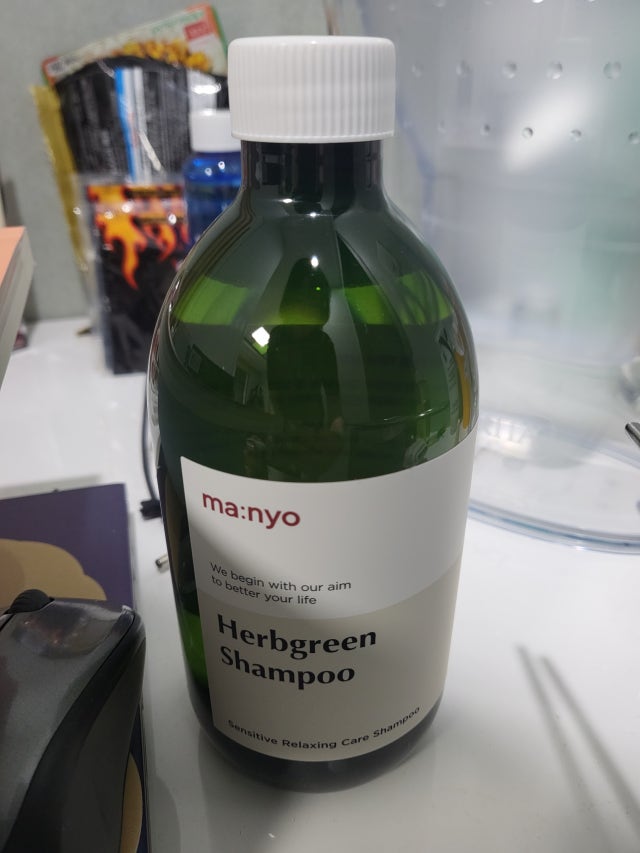 ma:nyo
We begin with our aim
to better your life
Herbgreen
Shampoo
Sensitive Relaxing Care Shampoo